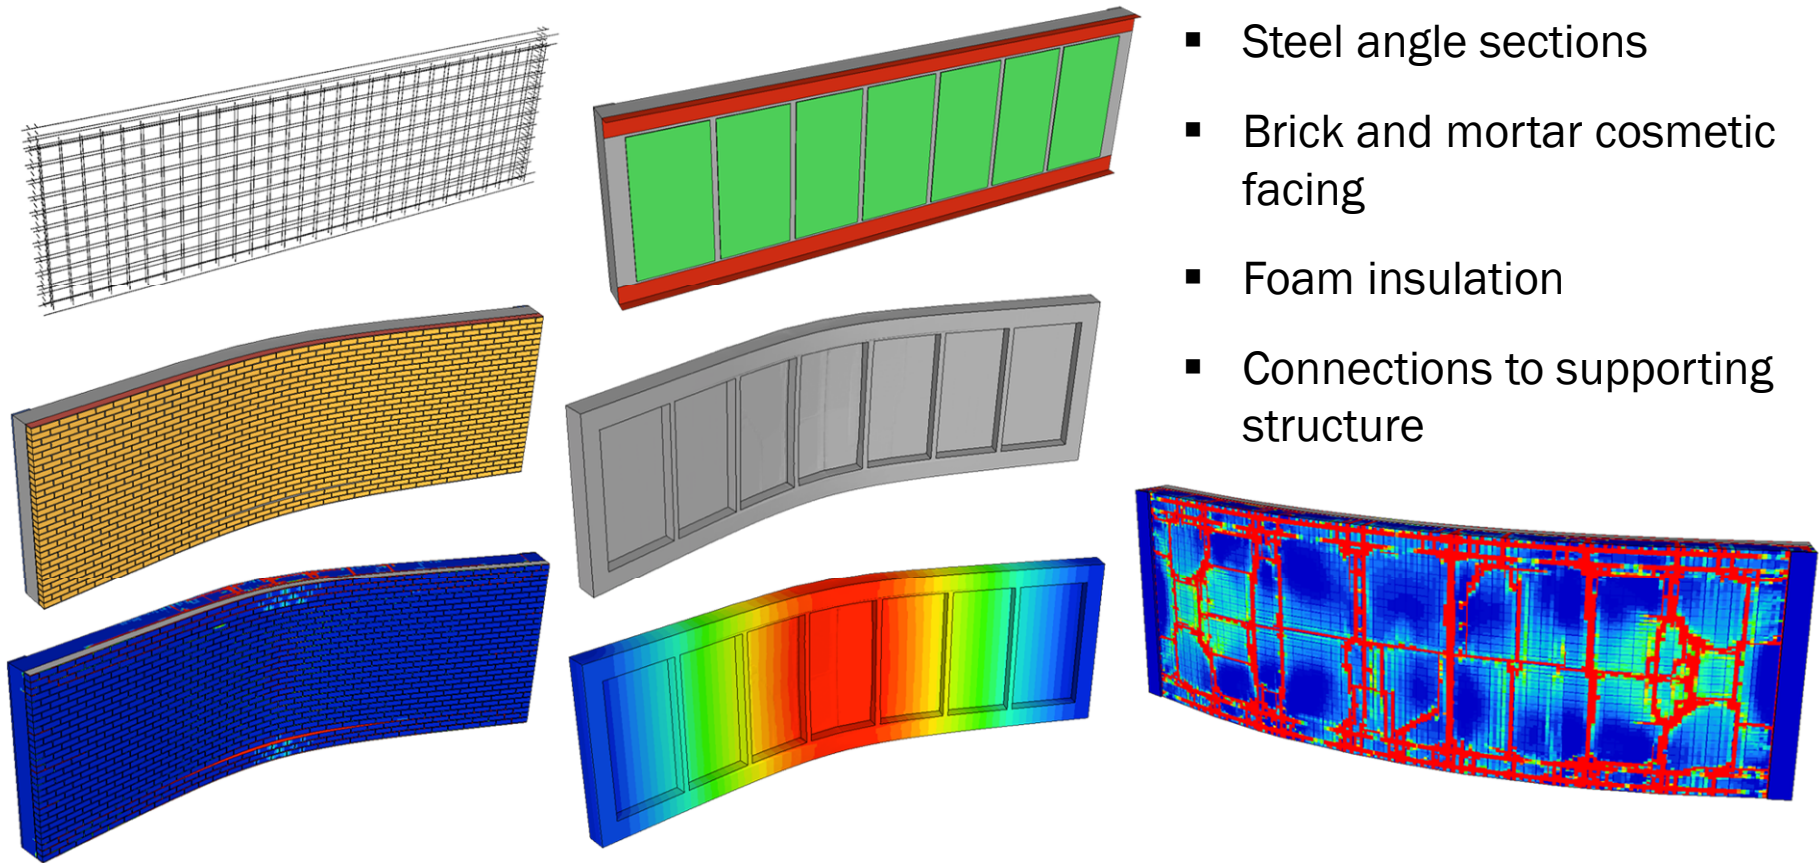 ▪ Steel angle sections
▪ Brick and mortar cosmetic
facing
▪ Foam insulation
▪ Connections to supporting
structure